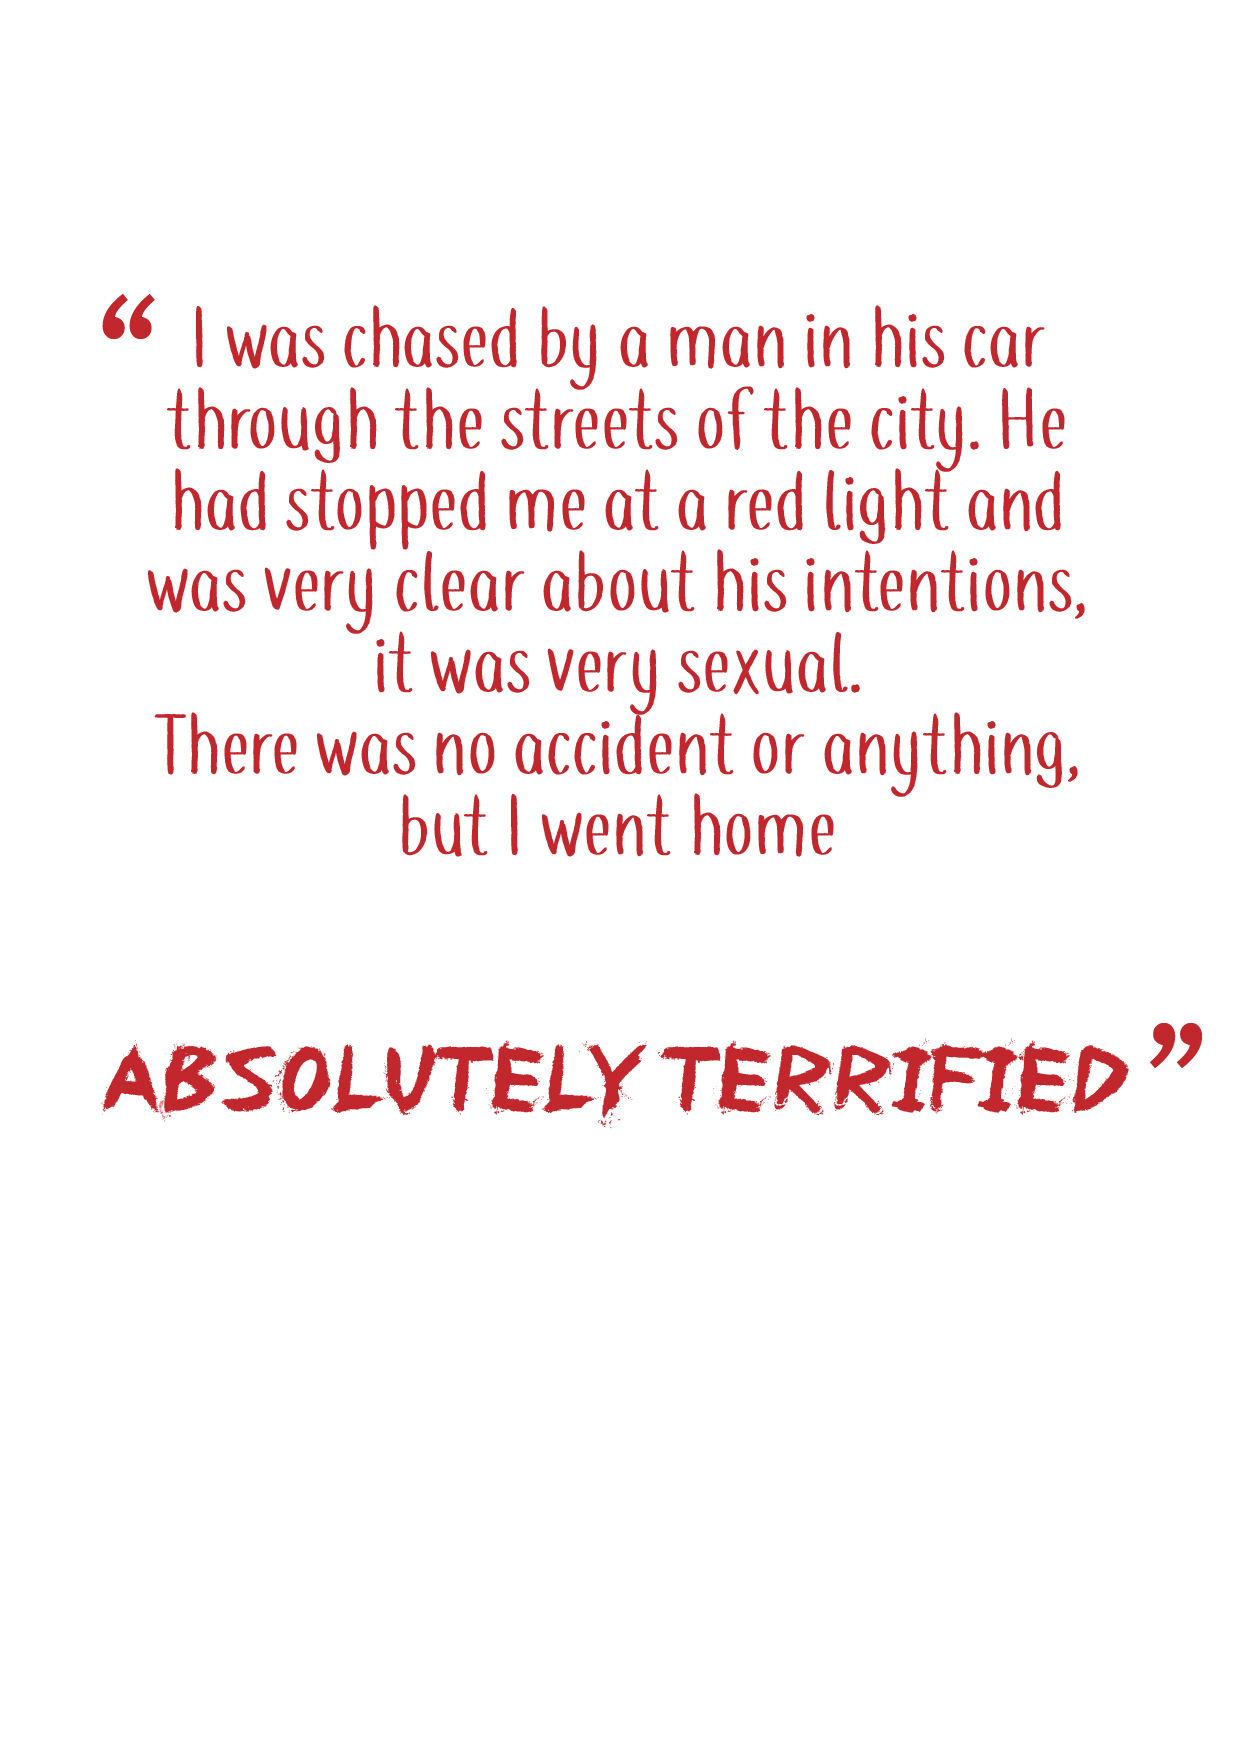 “ I was chased by a man in his car
through the streets of the city. He
had stopped me at a red light and
was very clear about his intentions,
it was very sexual.
There was no accident or anything,
but I went home
ABSOLUTELY TERRIFIED ”